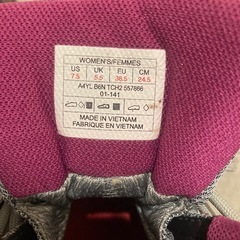 WOMEN'S/FEMMES
US UK EU CM
7.5 5.5 38.5 24.5
A4YL B6N TCH2 557866
01-141
MADE IN VIETNAM
FABRIQUE EN VIETNAM